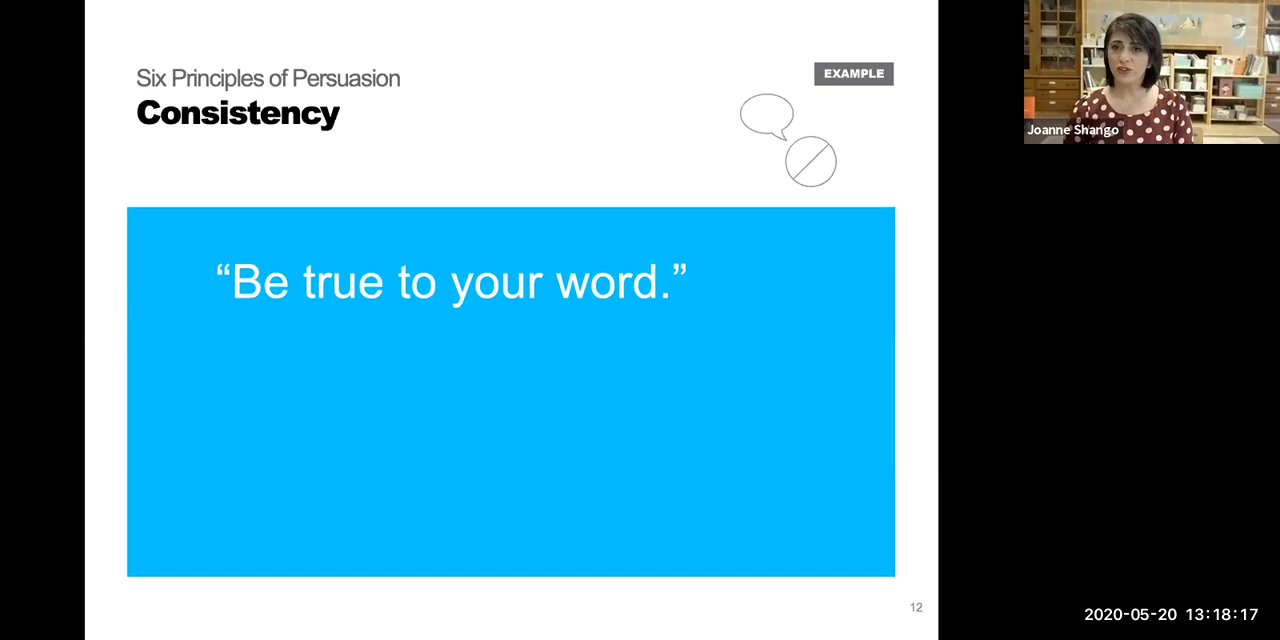 Six Principles of Persuasion
Consistency
EXAMPLE
“Be true to your word.”
12
Joanne Shango
2020-05-20 13:18:17